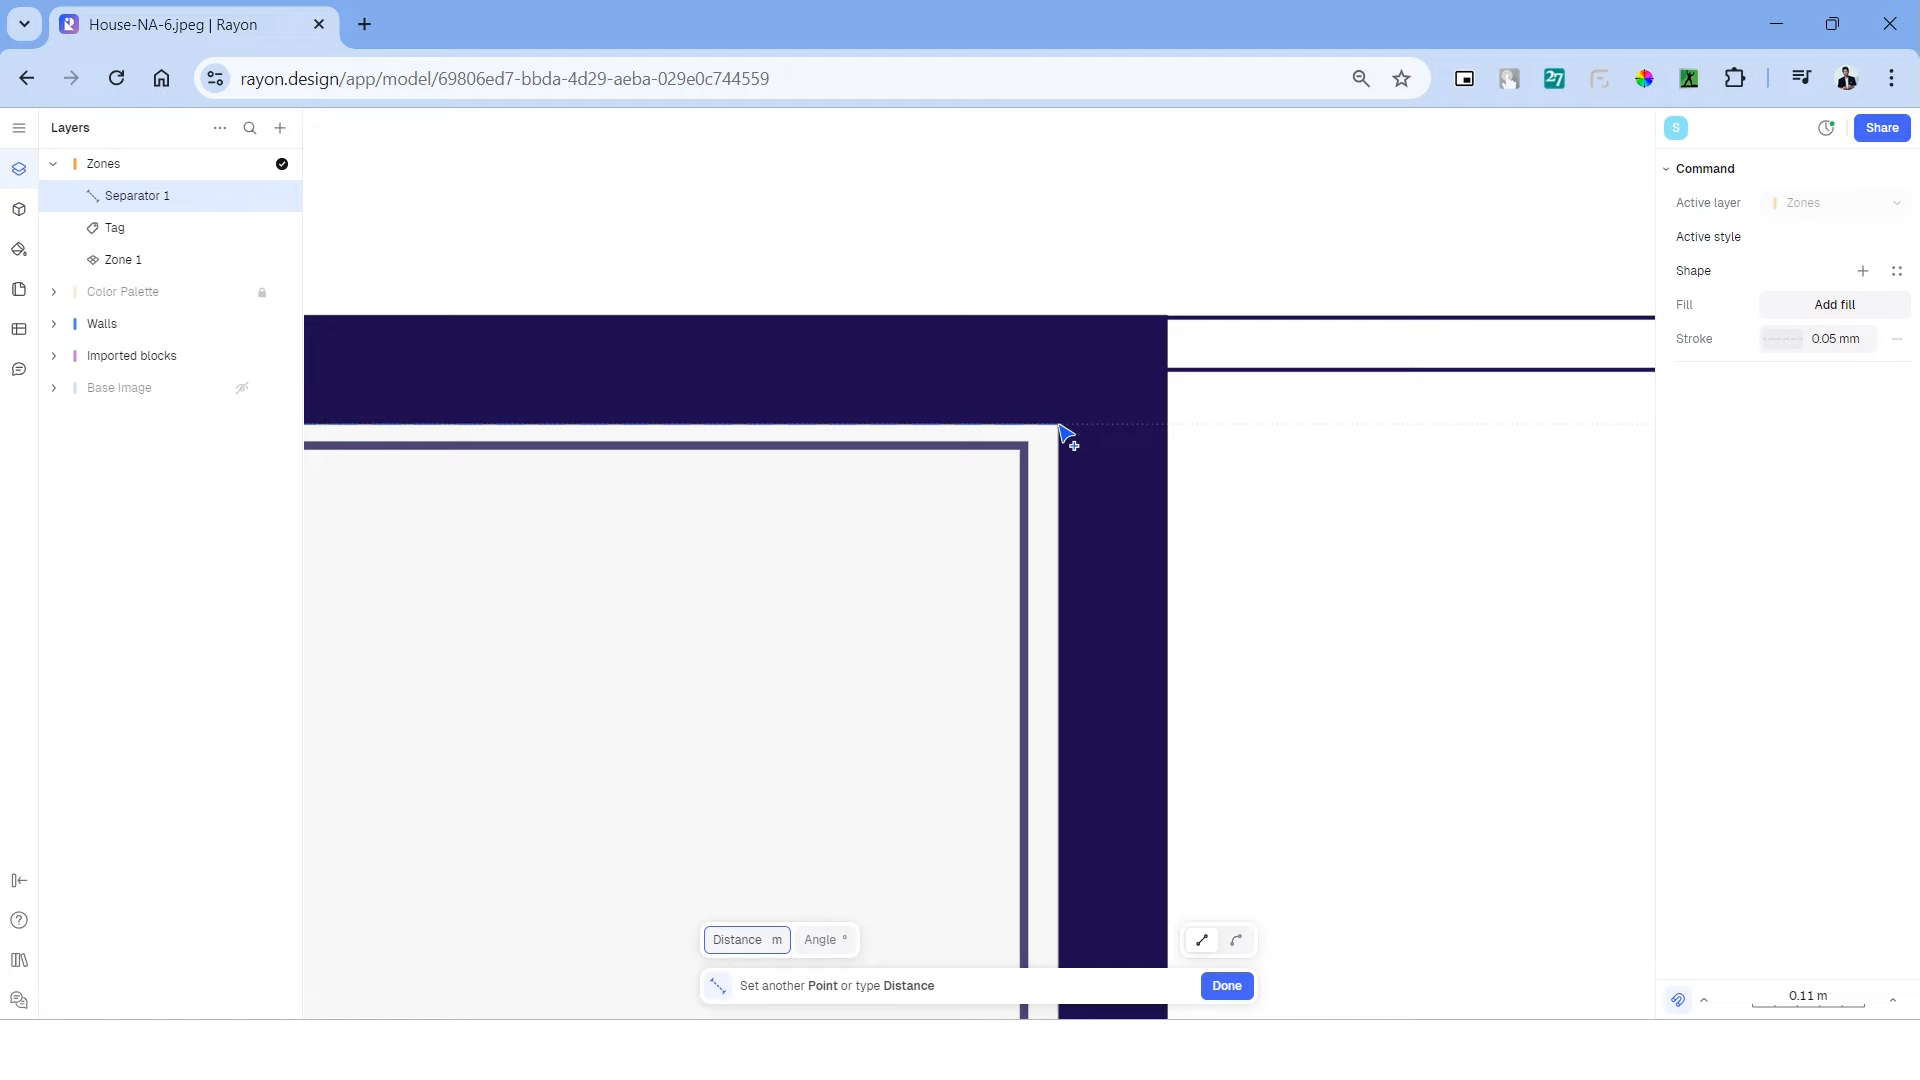 House-NA-6.jpeg | Rayon
rayon.design/app/model/69806ed7-bbda-4d29-aeba-029e0c744559
27
Layers
Zones
Separator 1
Tag
Zone 1
Color Palette
Walls
Imported blocks
Base Image
S
Share
Command
Active layer
Zones
Active style
Shape
Fill
Add fill
Stroke
0.05 mm
Distance m
Angle °
Set another Point or type Distance
Done
0.11 m